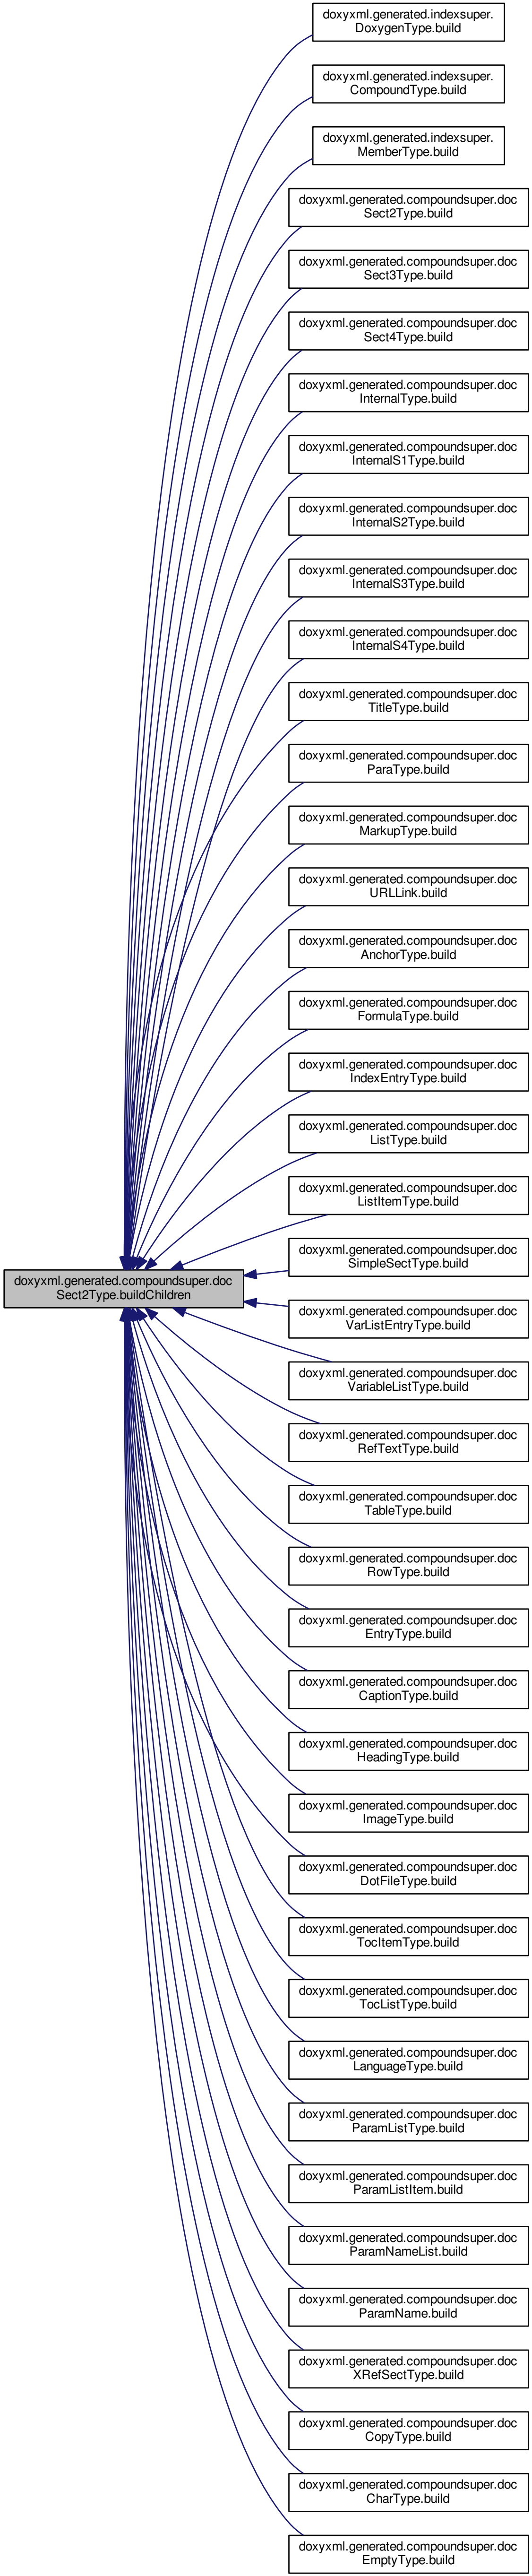 doxyxml.generated.indexsuper.
DoxygenType.build
doxyxml.generated.indexsuper.
CompoundType.build
doxyxml.generated.indexsuper.
MemberType.build
doxyxml.generated.compoundsuper.doc
Sect2Type.build
doxyxml.generated.compoundsuper.doc
Sect3Type.build
doxyxml.generated.compoundsuper.doc
Sect4Type.build
doxyxml.generated.compoundsuper.doc
InternalType.build
doxyxml.generated.compoundsuper.doc
InternalS1Type.build
doxyxml.generated.compoundsuper.doc
InternalS2Type.build
doxyxml.generated.compoundsuper.doc
InternalS3Type.build
doxyxml.generated.compoundsuper.doc
InternalS4Type.build
doxyxml.generated.compoundsuper.doc
TitleType.build
doxyxml.generated.compoundsuper.doc
ParaType.build
doxyxml.generated.compoundsuper.doc
MarkupType.build
doxyxml.generated.compoundsuper.doc
URLLink.build
doxyxml.generated.compoundsuper.doc
AnchorType.build
doxyxml.generated.compoundsuper.doc
FormulaType.build
doxyxml.generated.compoundsuper.doc
IndexEntryType.build
doxyxml.generated.compoundsuper.doc
ListType.build
doxyxml.generated.compoundsuper.doc
ListItemType.build
doxyxml.generated.compoundsuper.doc
SimpleSectType.build
doxyxml.generated.compoundsuper.doc
Sect2Type.buildChildren
doxyxml.generated.compoundsuper.doc
VarListEntryType.build
doxyxml.generated.compoundsuper.doc
VariableListType.build
doxyxml.generated.compoundsuper.doc
RefTextType.build
doxyxml.generated.compoundsuper.doc
TableType.build
doxyxml.generated.compoundsuper.doc
RowType.build
doxyxml.generated.compoundsuper.doc
EntryType.build
doxyxml.generated.compoundsuper.doc
CaptionType.build
doxyxml.generated.compoundsuper.doc
HeadingType.build
doxyxml.generated.compoundsuper.doc
ImageType.build
doxyxml.generated.compoundsuper.doc
DotFileType.build
doxyxml.generated.compoundsuper.doc
TocItemType.build
doxyxml.generated.compoundsuper.doc
TocListType.build
doxyxml.generated.compoundsuper.doc
LanguageType.build
doxyxml.generated.compoundsuper.doc
ParamListType.build
doxyxml.generated.compoundsuper.doc
ParamListItem.build
doxyxml.generated.compoundsuper.doc
ParamNameList.build
doxyxml.generated.compoundsuper.doc
ParamName.build
doxyxml.generated.compoundsuper.doc
XRefSectType.build
doxyxml.generated.compoundsuper.doc
CopyType.build
doxyxml.generated.compoundsuper.doc
CharType.build
doxyxml.generated.compoundsuper.doc
EmptyType.build